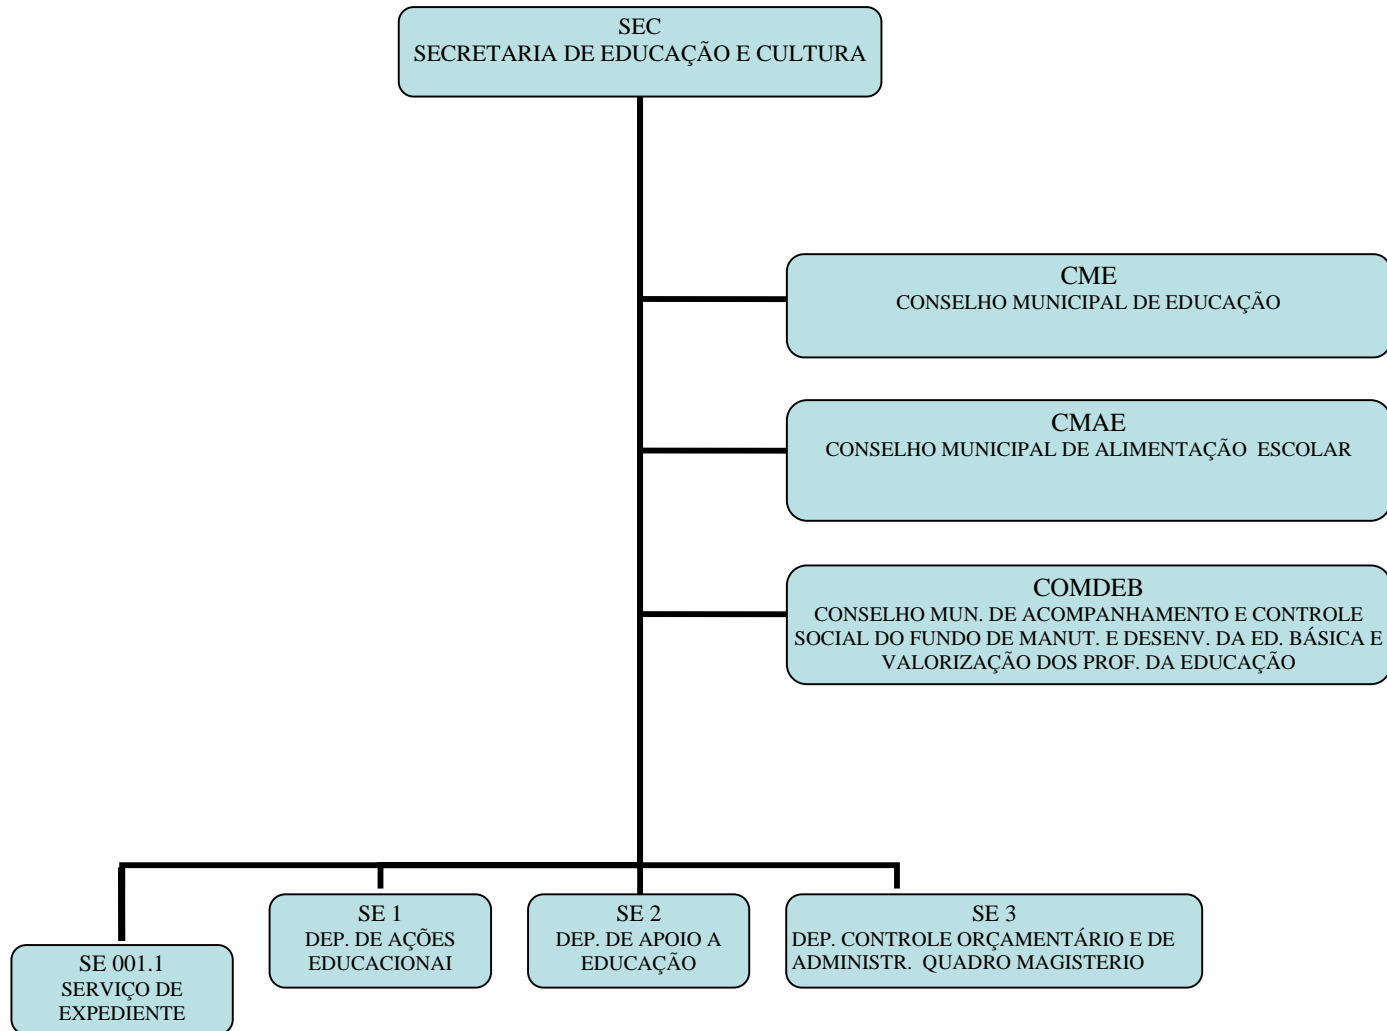 SEC
SECRETARIA DE EDUCAÇÃO E CULTURA
CME
CONSELHO MUNICIPAL DE EDUCAÇÃO
CMAE
CONSELHO MUNICIPAL DE ALIMENTAÇÃO ESCOLAR
COMDEB
CONSELHO MUN. DE ACOMPANHAMENTO E CONTROLE
SOCIAL DO FUNDO DE MANUT. E DESENV. DA ED. BÁSICA E
VALORIZAÇÃO DOS PROF. DA EDUCAÇÃO
SE 001.1
SERVIÇO DE
EXPEDIENTE
SE 1
DEP. DE AÇÕES
EDUCACIONAI
SE 2
DEP. DE APOIO A
EDUCAÇÃO
SE 3
DEP. CONTROLE ORÇAMENTÁRIO E DE
ADMINISTR. QUADRO MAGISTERIO